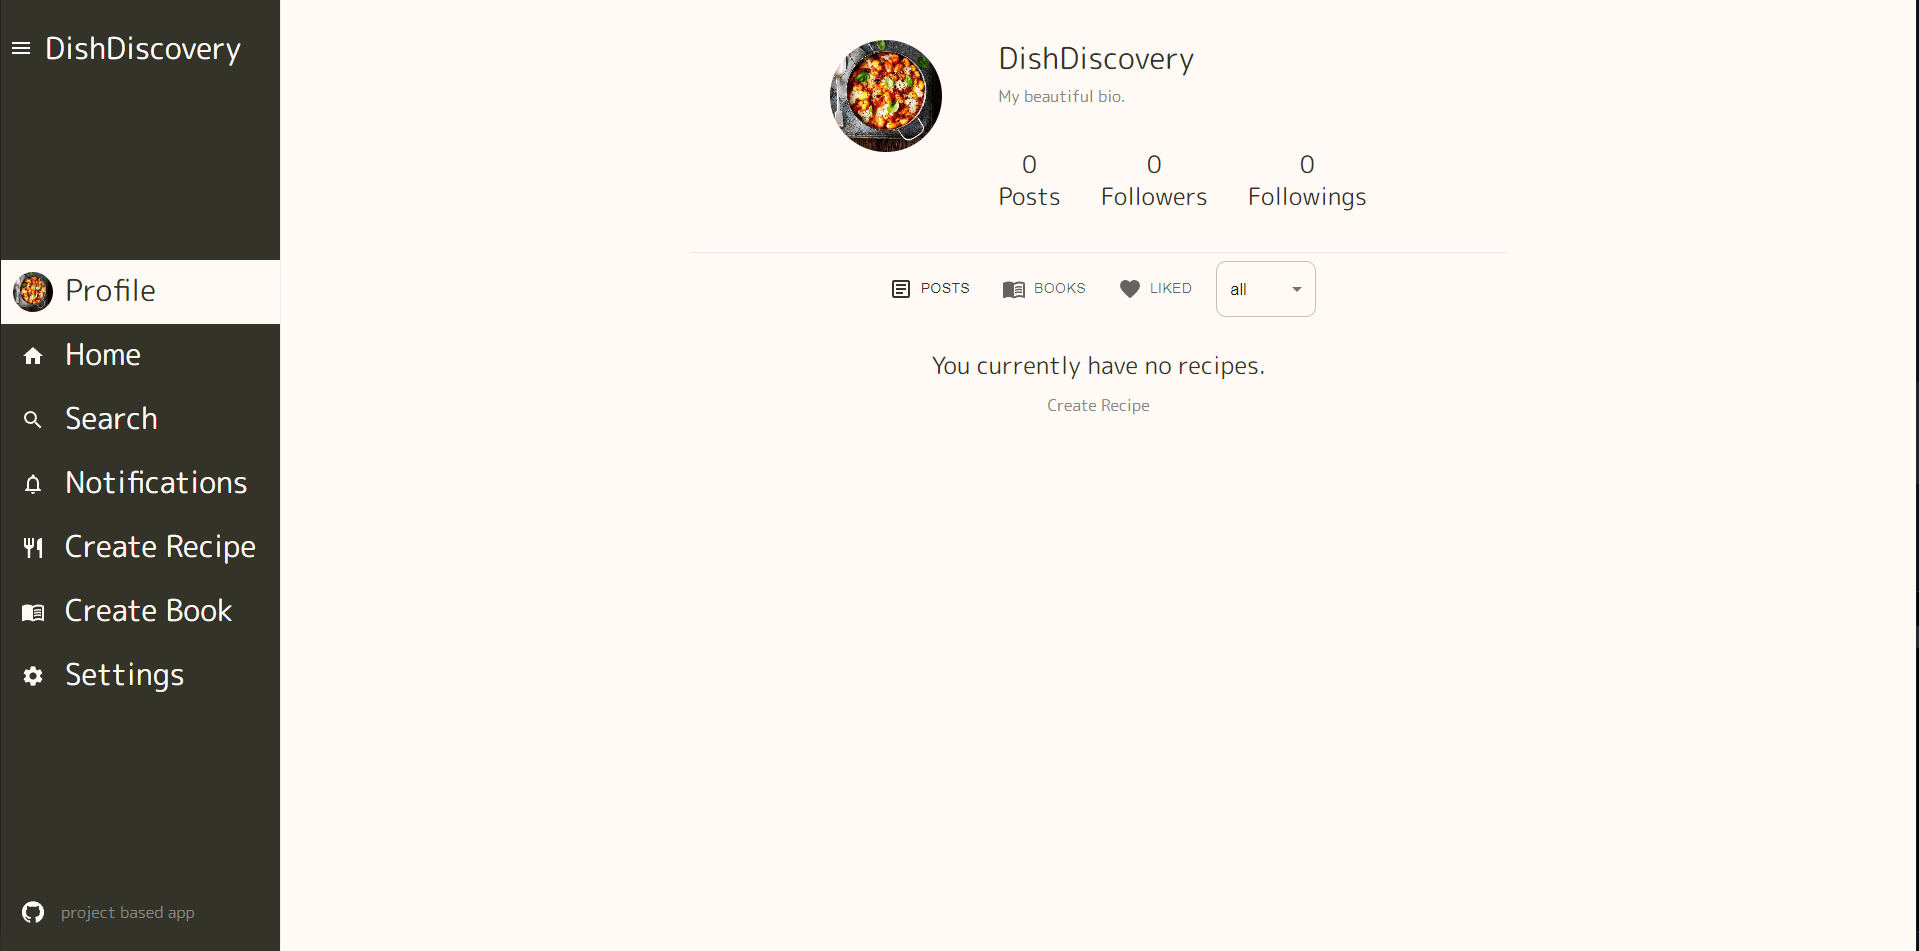 DishDiscovery
Profile
Home
Search
Notifications
Create Recipe
Create Book
Settings
project based app
DishDiscovery
My beautiful bio.
0 0 0
Posts Followers Followings
POSTS BOOKS LIKED all
You currently have no recipes.
Create Recipe